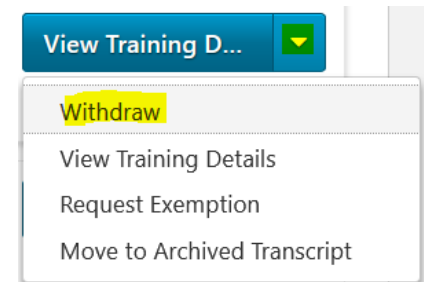 View Training D...
Withdraw
View Training Details
Request Exemption
Move to Archived Transcript